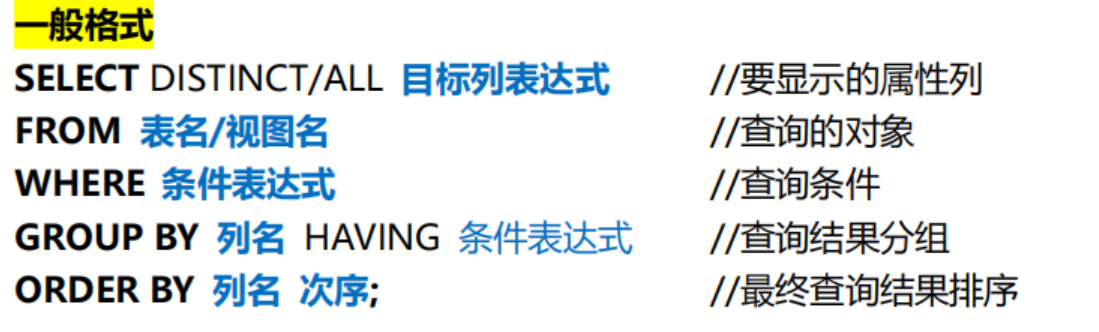 一般格式
SELECT DISTINCT/ALL 目标列表达式 //要显示的属性列
FROM 表名/视图名 //查询的对象
WHERE 条件表达式 //查询条件
GROUP BY 列名 HAVING 条件表达式 //查询结果分组
ORDER BY 列名 次序; //最终查询结果排序